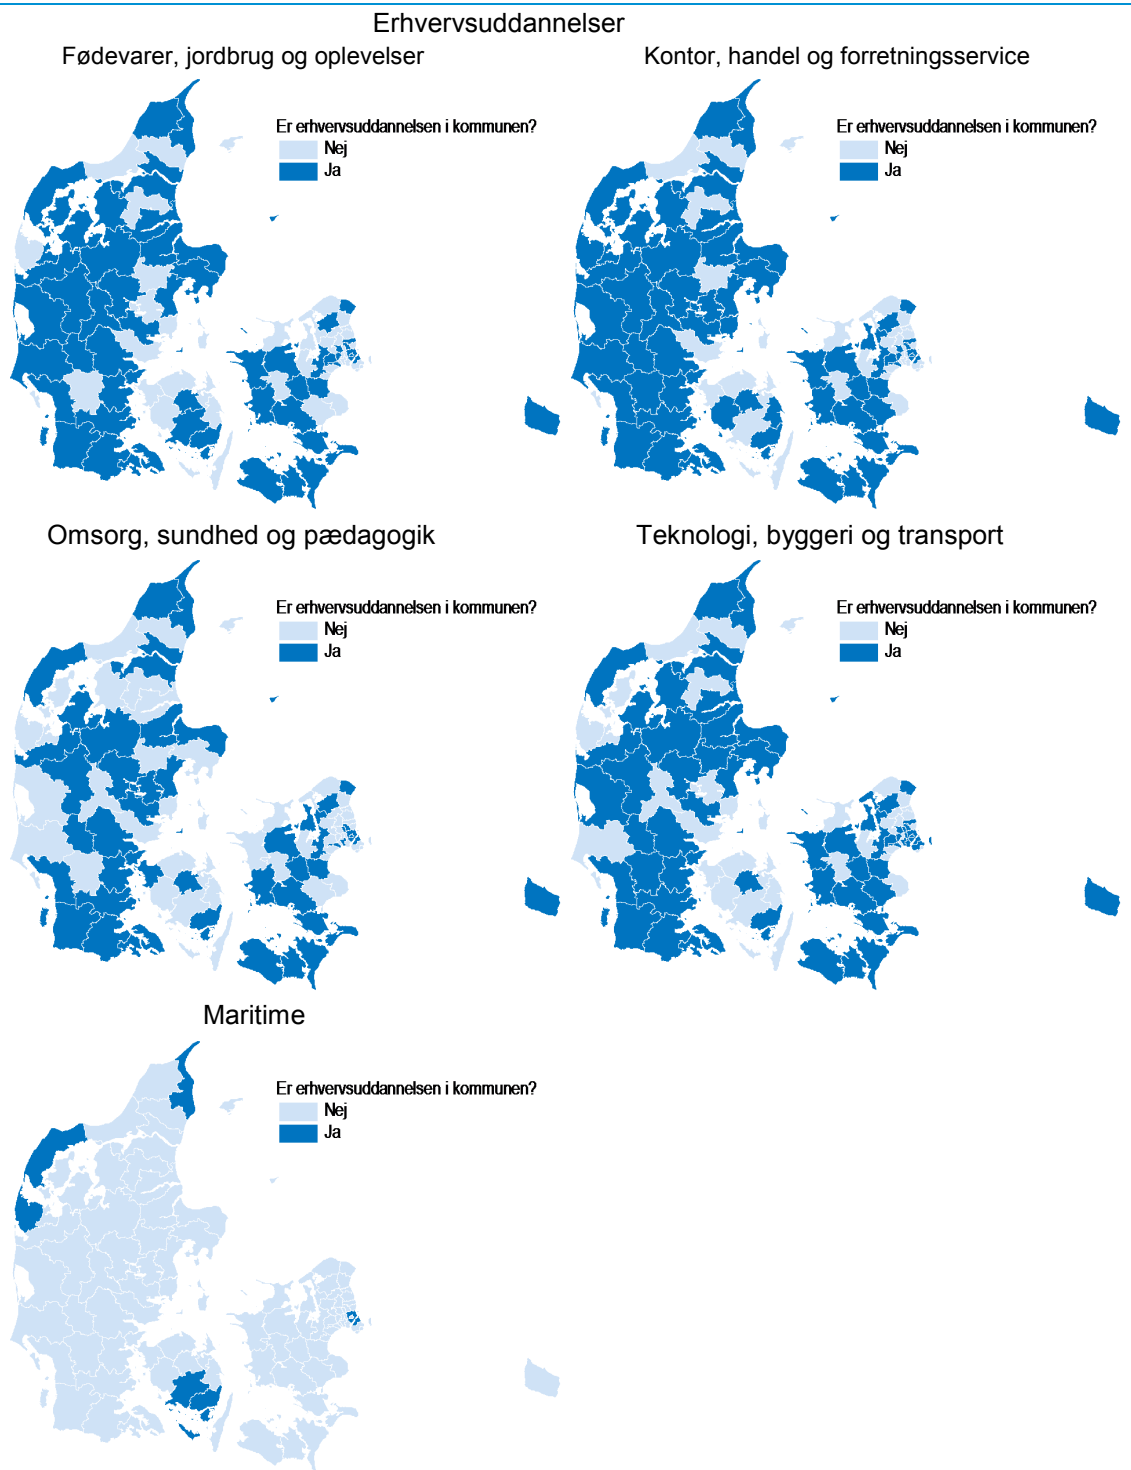 Erhvervsuddannelser
Fødevarer, jordbrug og oplevelser
Er erhvervsuddannelsen i kommunen?
Nej
Ja
Kontor, handel og forretningsservice
Er erhvervsuddannelsen i kommunen?
Nej
Ja
Omsorg, sundhed og pædagogik
Er erhvervsuddannelsen i kommunen?
Nej
Ja
Teknologi, byggeri og transport
Er erhvervsuddannelsen i kommunen?
Nej
Ja
Maritime
Er erhvervsuddannelsen i kommunen?
Nej
Ja